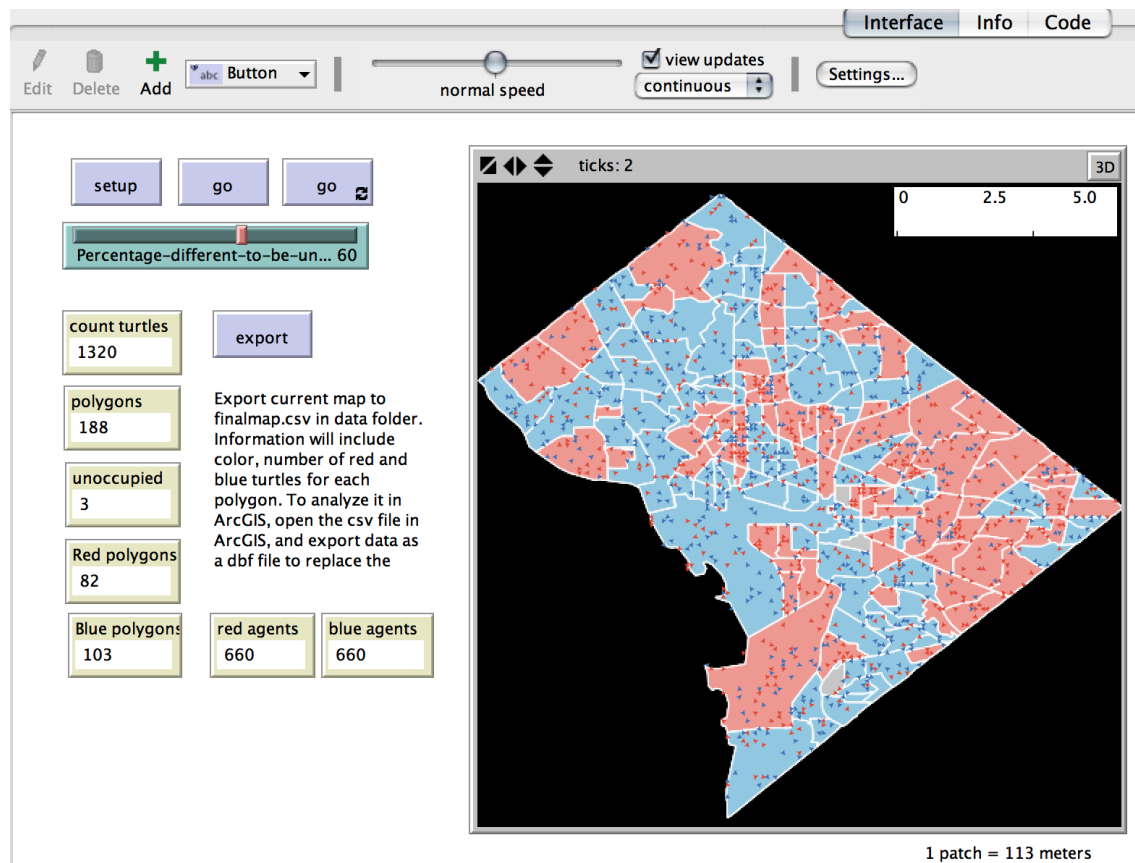 Interface Info Code
Edit Delete Add abc Button
normal speed
view updates
continuous
Settings...
setup go go
Percentage-different-to-be-un... 60
ticks: 2 3D
0 2.5 5.0
count turtles
1320
export
polygons
188
Export current map to
finalmap.csv in data folder.
Information will include
color, number of red and
blue turtles for each
polygon. To analyze it in
ArcGIS, open the csv file in
ArcGIS, and export data as
a dbf file to replace the
unoccupied
3
Red polygons
82
Blue polygons
103
red agents
660
blue agents
660
1 patch = 113 meters